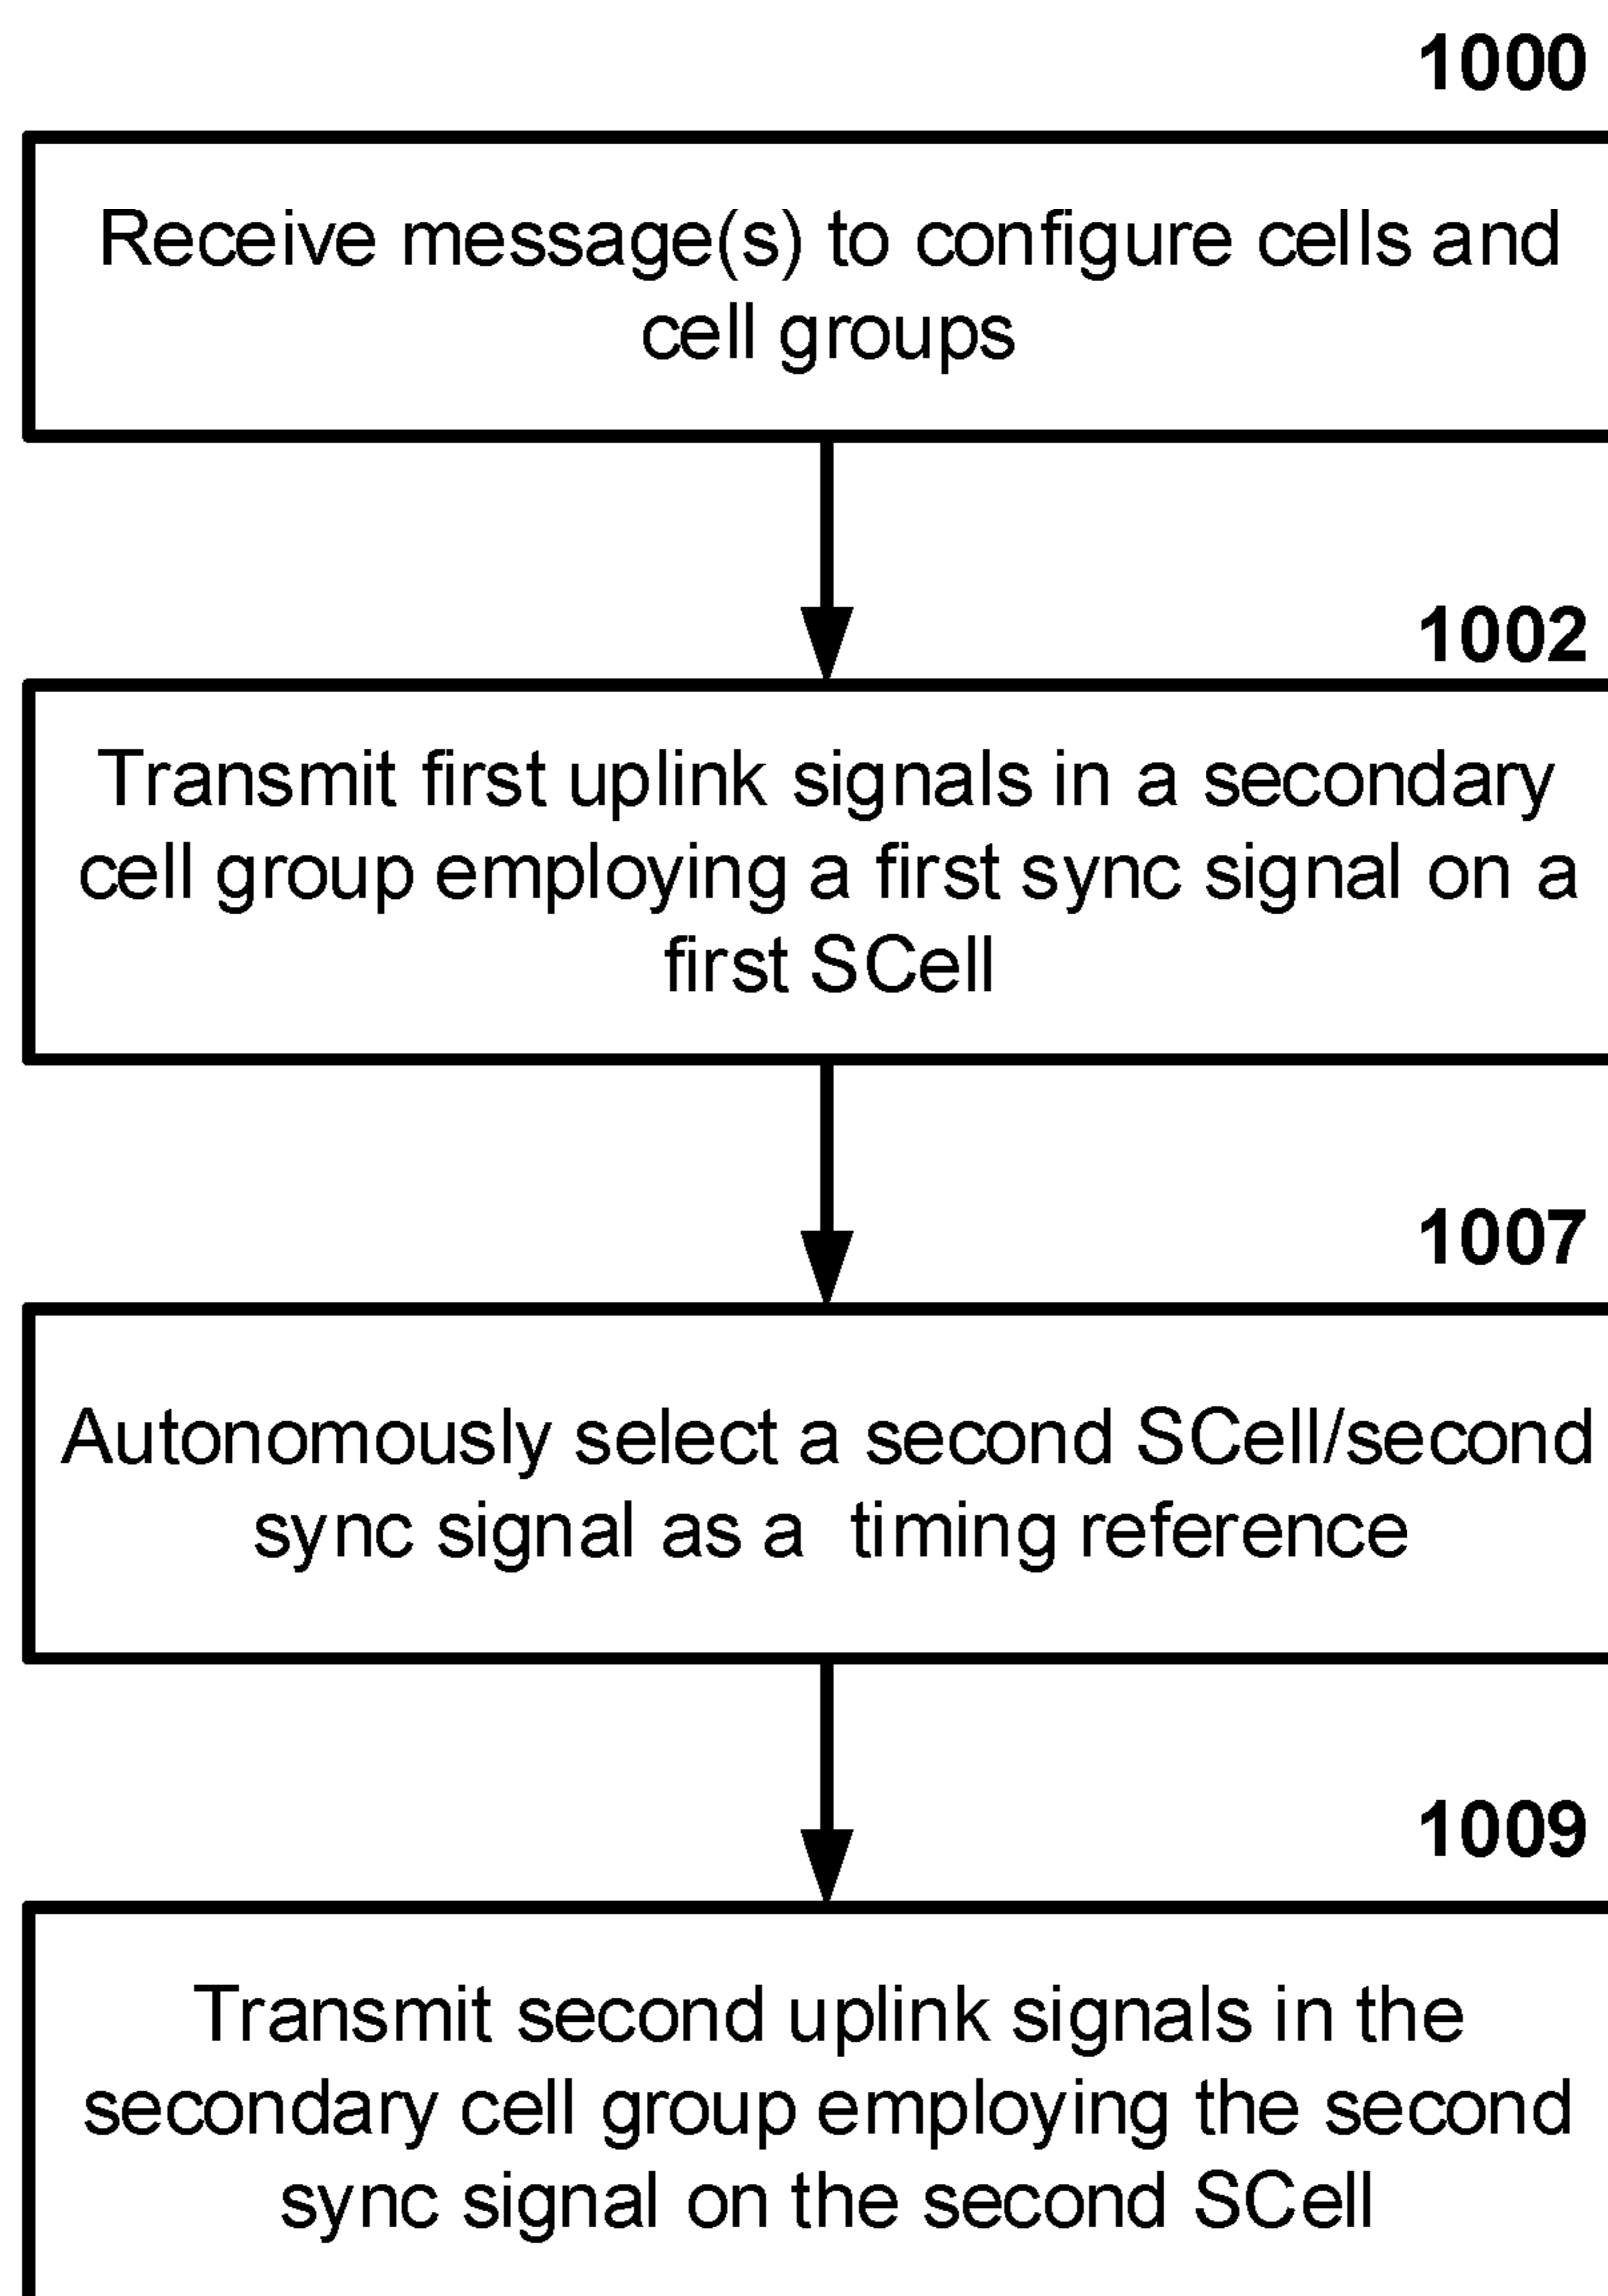 1000
Receive message(s) to configure cells and
cell groups
1002
Transmit first uplink signals in a secondary
cell group employing a first sync signal on a
first SCell
1007
Autonomously select a second SCell/second
sync signal as a  timing reference
1009
Transmit second uplink signals in the
secondary cell group employing the second
sync signal on the second SCell